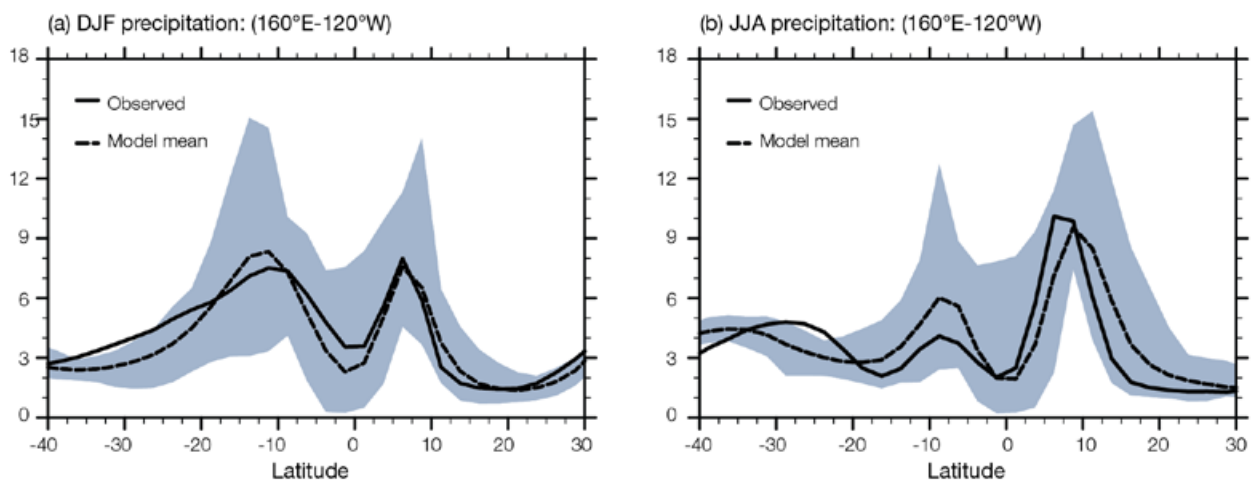 (a) DJF precipitation: (160°E-120°W)
18
15
12
9
6
3
0
Observed
Model mean
-40 -30 -20 -10 0 10 20 30
Latitude
(b) JJA precipitation: (160°E-120°W)
18
15
12
9
6
3
0
Observed
Model mean
-40 -30 -20 -10 0 10 20 30
Latitude